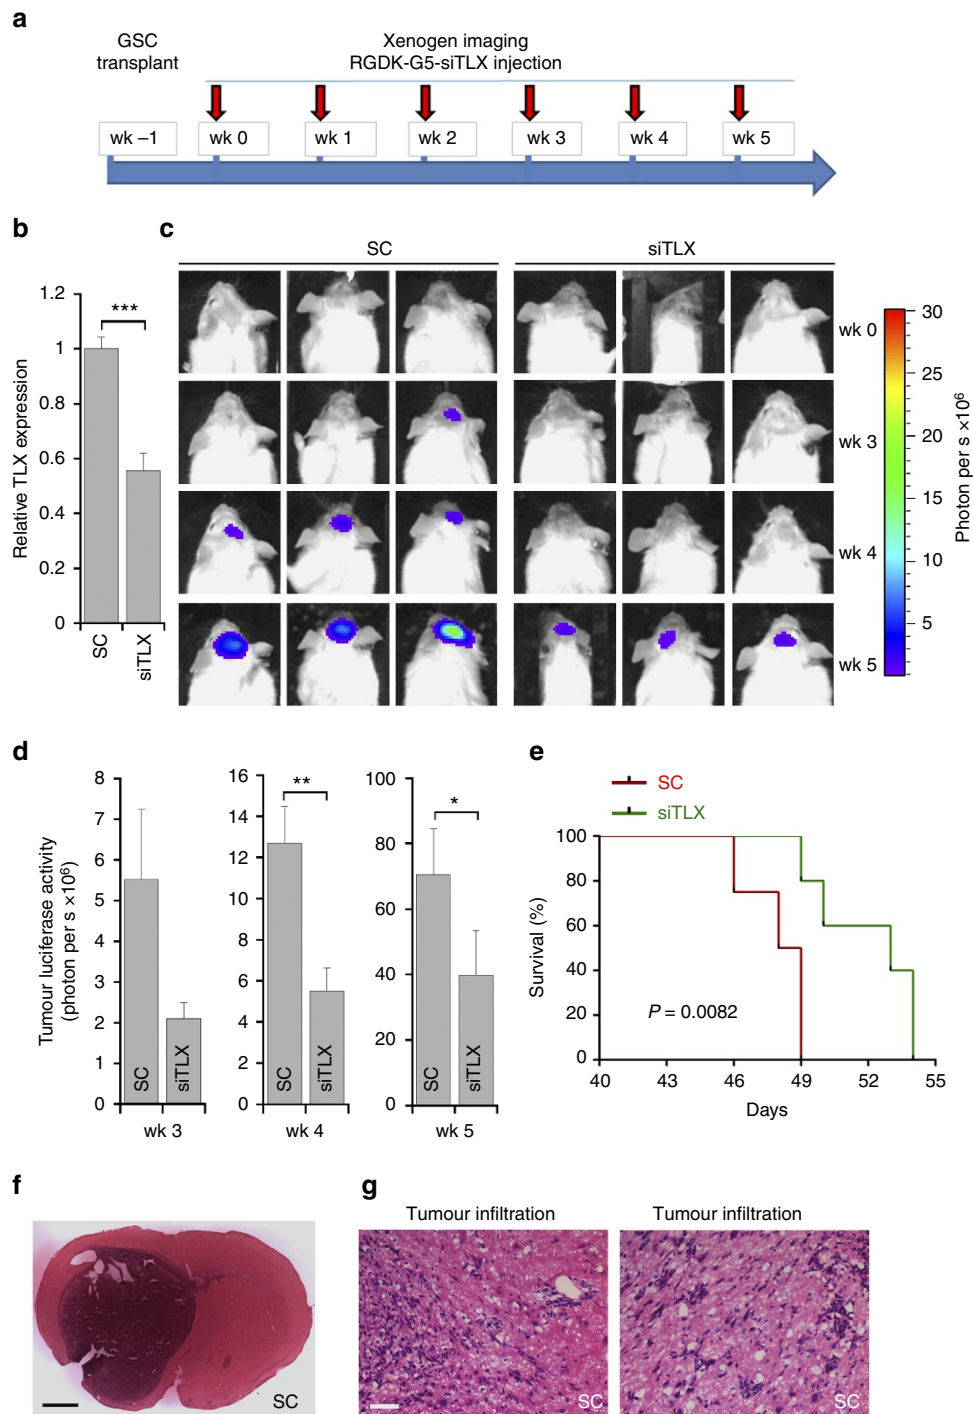 a
GSC
transplant
Xenogen imaging
RGDK-G5-siTLX injection
wk –1
wk 0
wk 1
wk 2
wk 3
wk 4
wk 5
b
Relative TLX expression
1.2
1
0.8
0.6
0.4
0.2
0
***
SC
siTLX
c
SC
siTLX
wk 0
wk 3
wk 4
wk 5
30
25
20
15
10
5
Photon per s ×10⁶
d
Tumour luciferase activity
(photon per s ×10⁶)
8
7
6
5
4
3
2
1
0
SC
siTLX
wk 3
16
14
12
10
8
6
4
2
0
**
SC
siTLX
wk 4
100
80
60
40
20
0
*
SC
siTLX
wk 5
e
SC
siTLX
Survival (%)
100
80
60
40
20
0
P = 0.0082
40
43
46
49
52
55
Days
f
SC
g
Tumour infiltration
SC
Tumour infiltration
SC